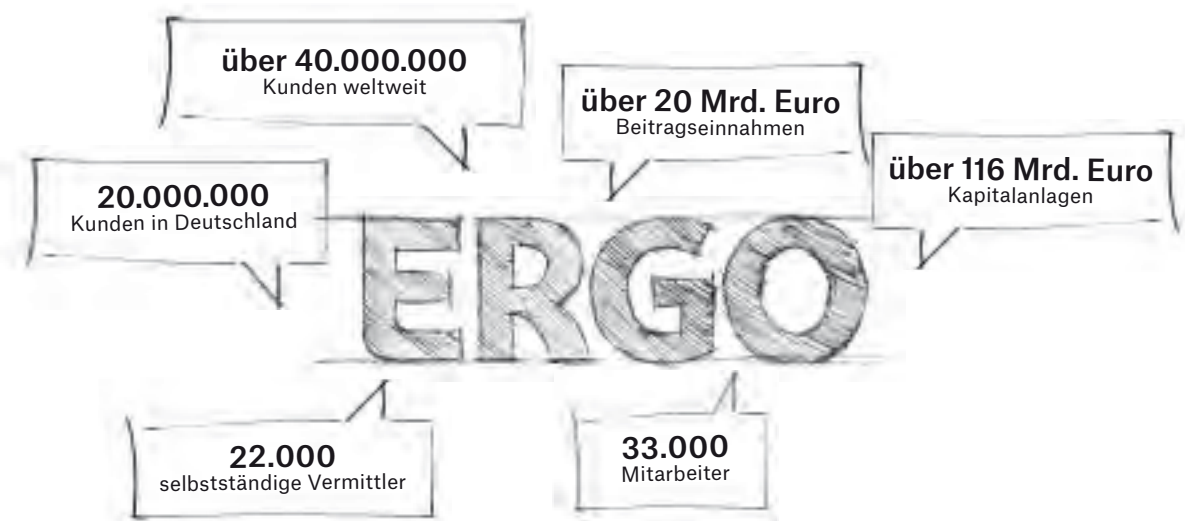 über 40.000.000
Kunden weltweit
über 20 Mrd. Euro
Beitragseinnahmen
über 116 Mrd. Euro
Kapitalanlagen
20.000.000
Kunden in Deutschland
ERGO
22.000
selbstständige Vermittler
33.000
Mitarbeiter